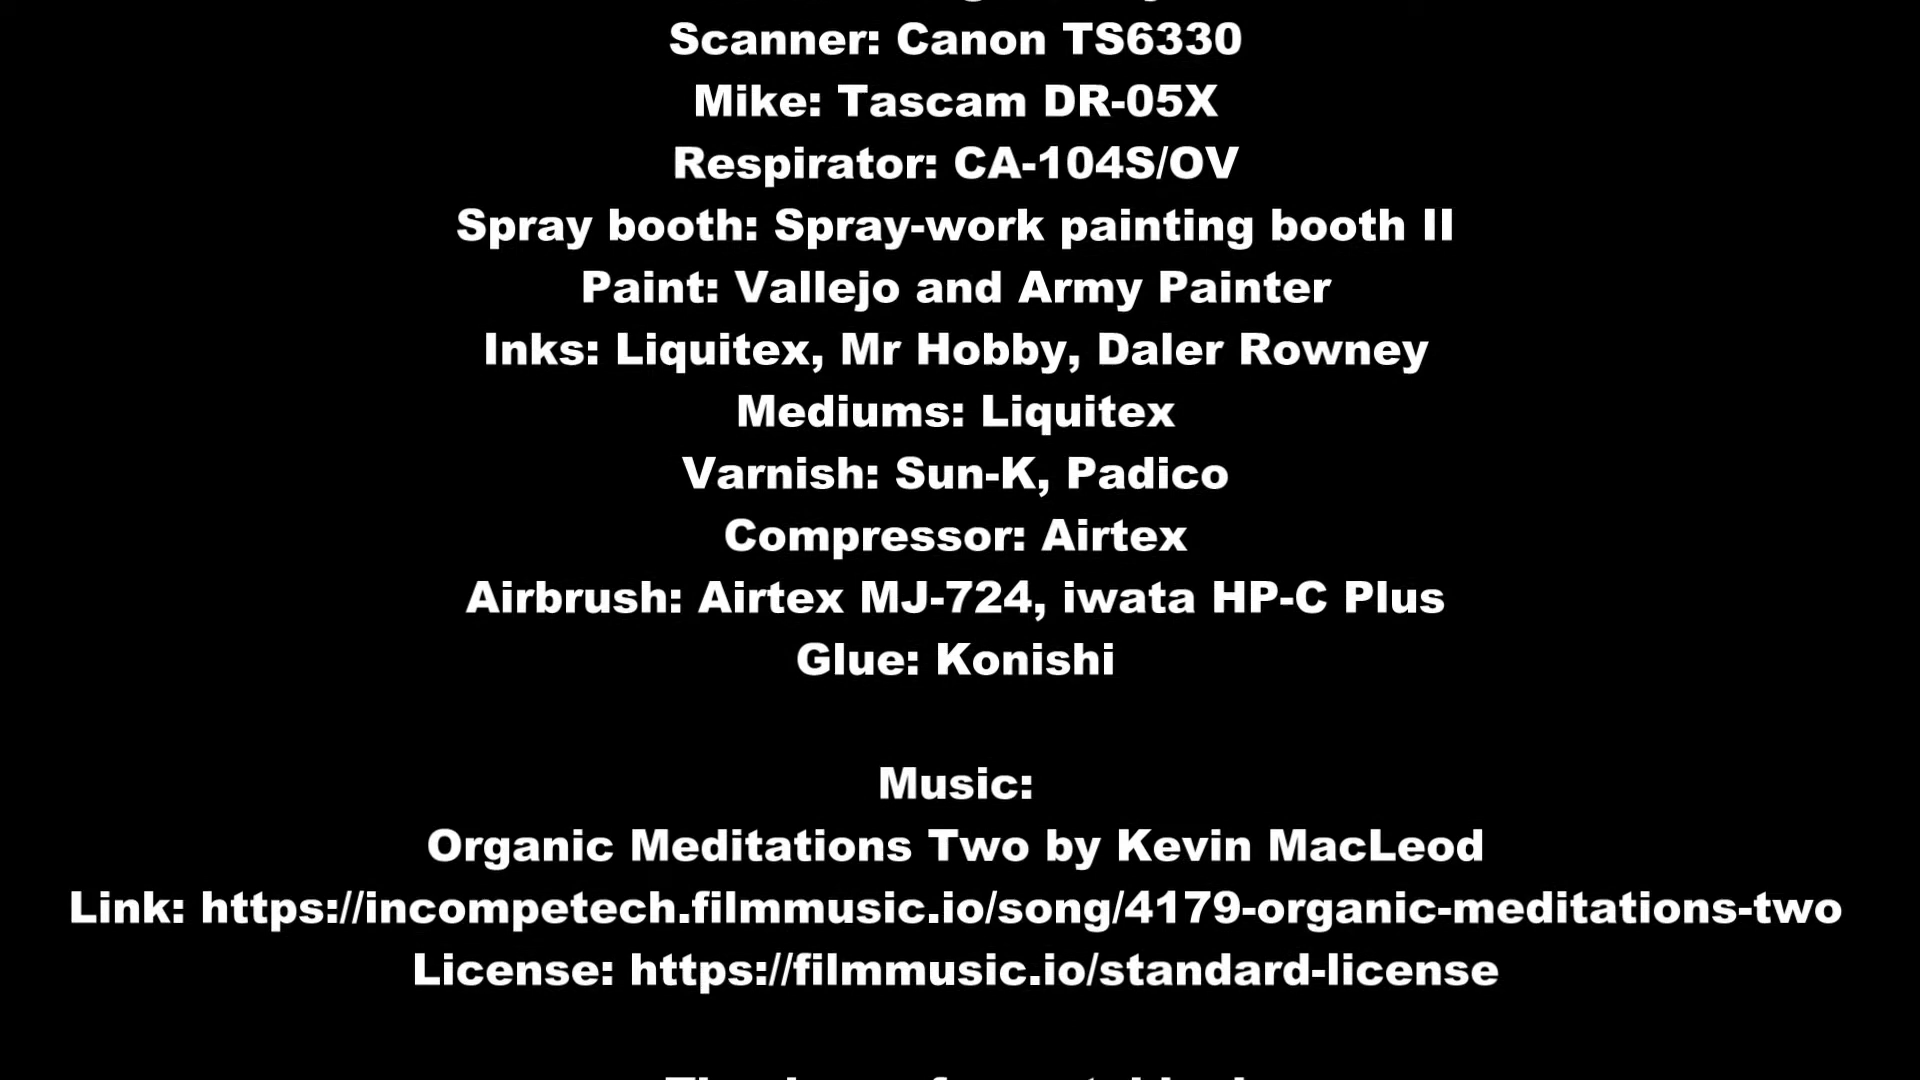 Scanner: Canon TS6330
Mike: Tascam DR-05X
Respirator: CA-104S/OV
Spray booth: Spray-work painting booth II
Paint: Vallejo and Army Painter
Inks: Liquitex, Mr Hobby, Daler Rowney
Mediums: Liquitex
Varnish: Sun-K, Padico
Compressor: Airtex
Airbrush: Airtex MJ-724, iwata HP-C Plus
Glue: Konishi
Music:
Organic Meditations Two by Kevin MacLeod
Link: https://incompetech.filmmusic.io/song/4179-organic-meditations-two
License: https://filmmusic.io/standard-license